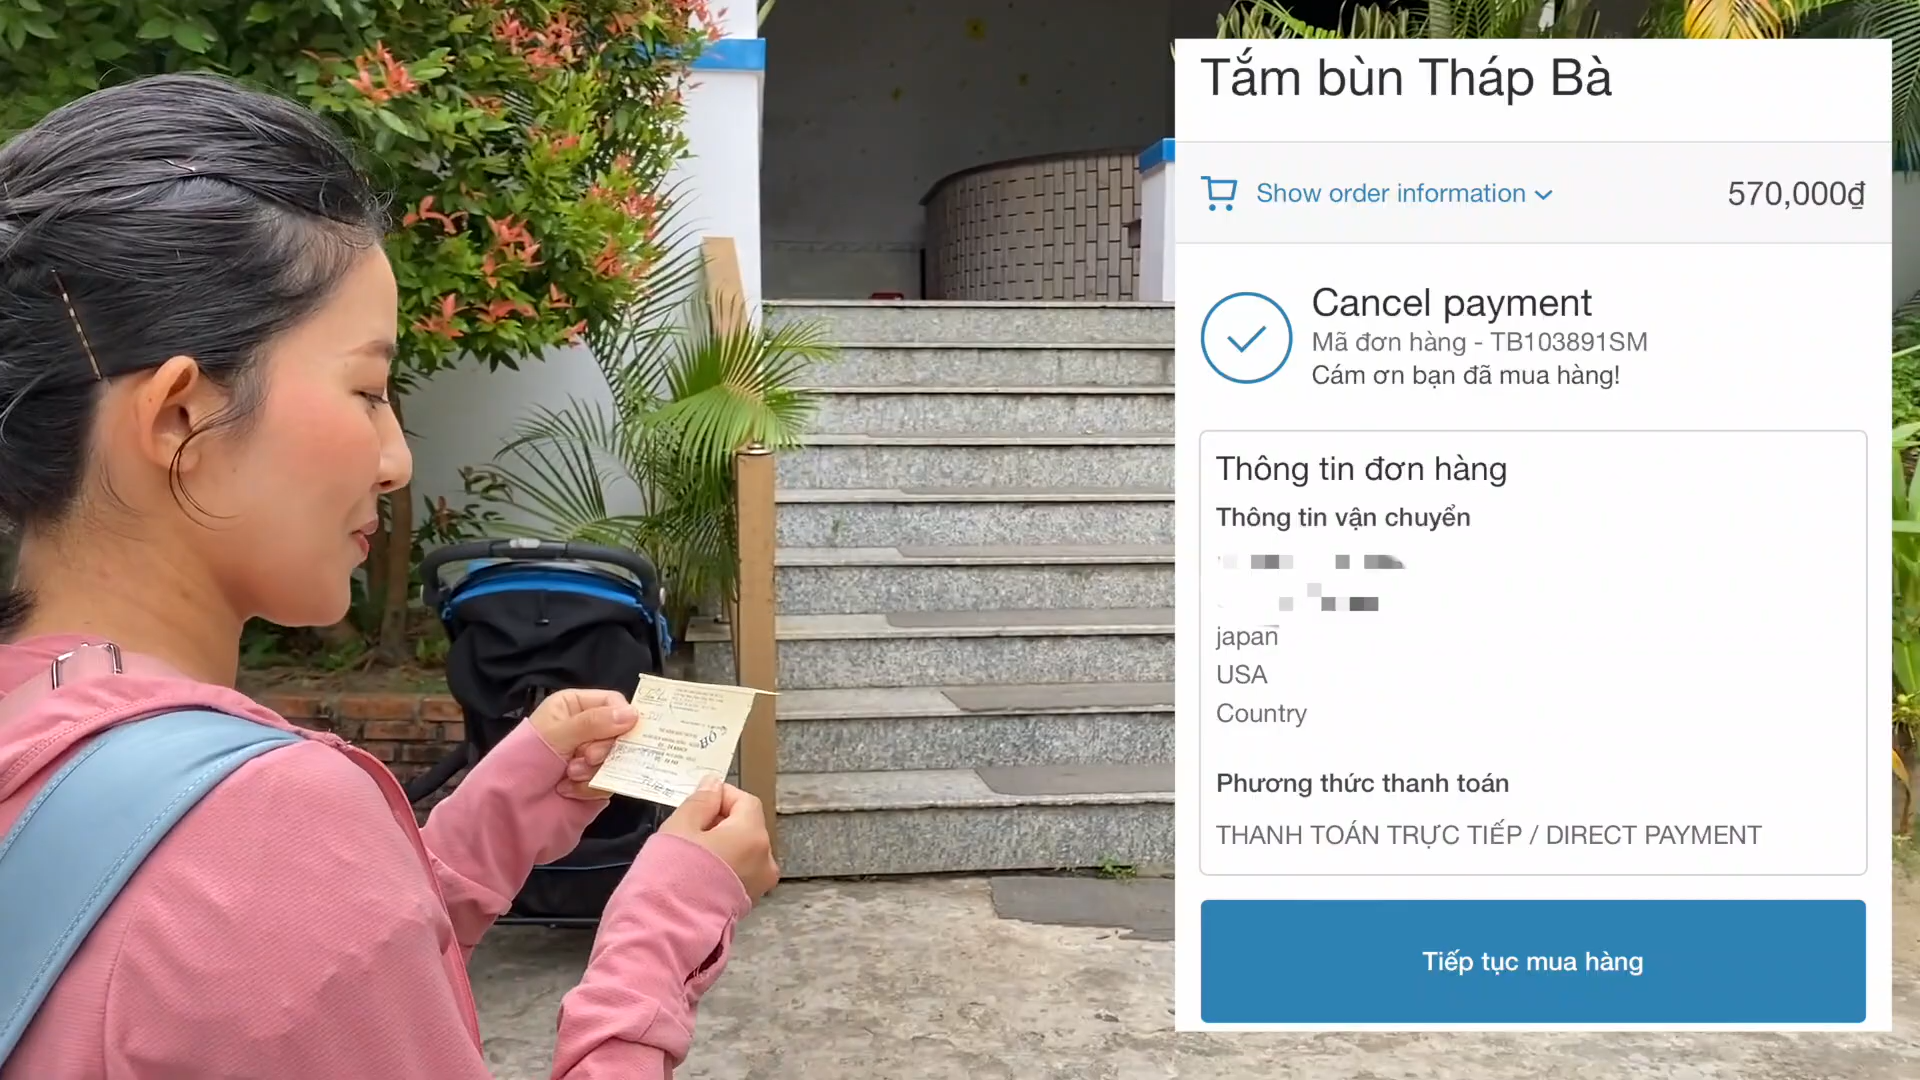 Tắm bùn Tháp Bà
Show order information
570,000₫
Cancel payment
Mã đơn hàng - TB103891SM
Cám ơn bạn đã mua hàng!
Thông tin đơn hàng
Thông tin vận chuyển
japan
USA
Country
Phương thức thanh toán
THANH TOÁN TRỰC TIẾP / DIRECT PAYMENT
Tiếp tục mua hàng